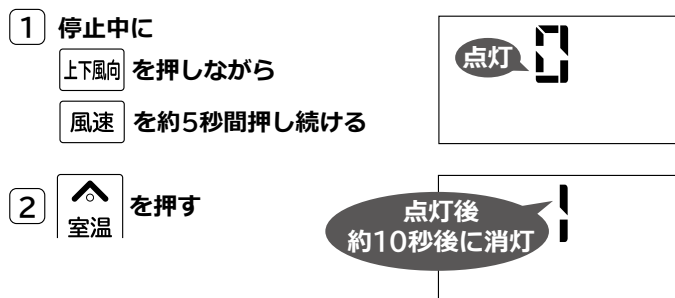 1 停止中に
上下風向 を押しながら
風速 を約5秒間押し続ける
点灯 0
2 室温 を押す
点灯後
約10秒後に消灯
1